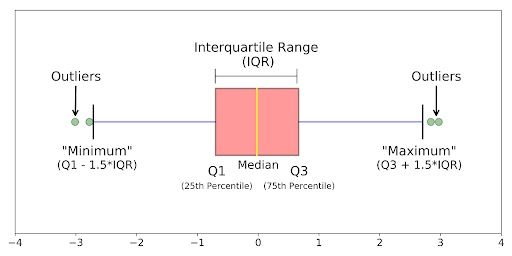 Interquartile Range
(IQR)
Outliers
Outliers
"Minimum"
(Q1 - 1.5*IQR)
"Maximum"
(Q3 + 1.5*IQR)
Q1
Median
Q3
(25th Percentile)
(75th Percentile)
−4
−3
−2
−1
0
1
2
3
4